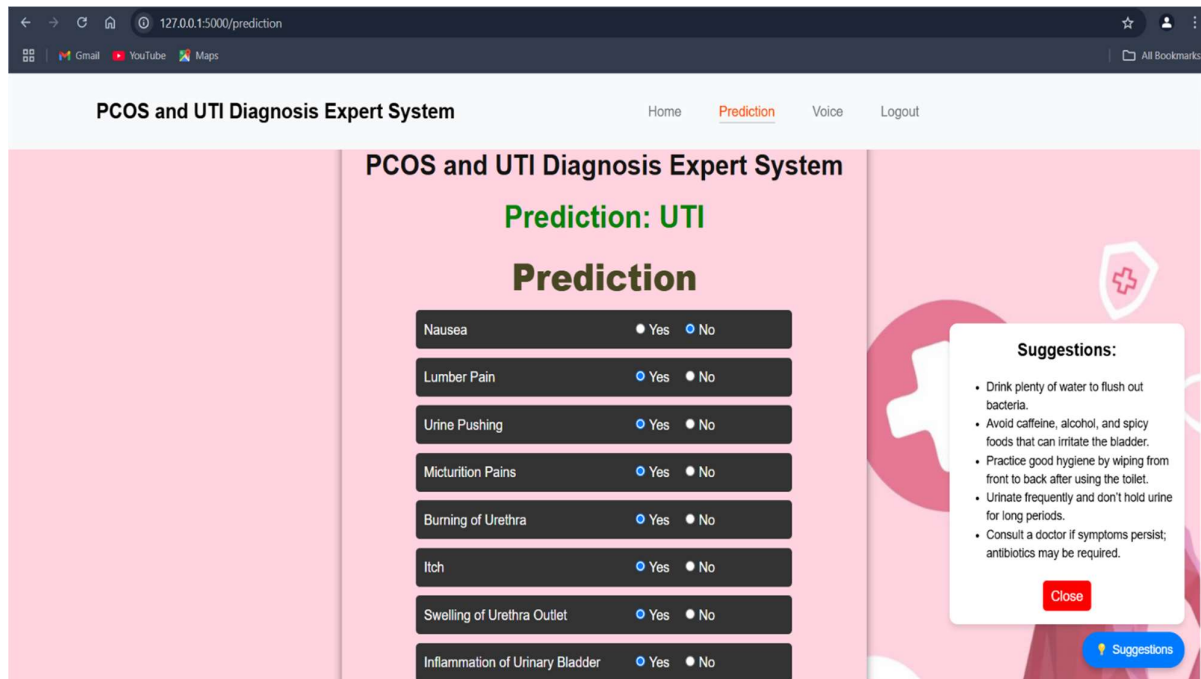 127.0.0.1:5000/prediction
Gmail YouTube Maps All Bookmarks
PCOS and UTI Diagnosis Expert System Home Prediction Voice Logout
PCOS and UTI Diagnosis Expert System
Prediction: UTI
Prediction
Nausea Yes No
Lumber Pain Yes No
Urine Pushing Yes No
Micturition Pains Yes No
Burning of Urethra Yes No
Itch Yes No
Swelling of Urethra Outlet Yes No
Inflammation of Urinary Bladder Yes No
Suggestions:
• Drink plenty of water to flush out
bacteria.
• Avoid caffeine, alcohol, and spicy
foods that can irritate the bladder.
• Practice good hygiene by wiping from
front to back after using the toilet.
• Urinate frequently and don't hold urine
for long periods.
• Consult a doctor if symptoms persist;
antibiotics may be required.
Close
Suggestions